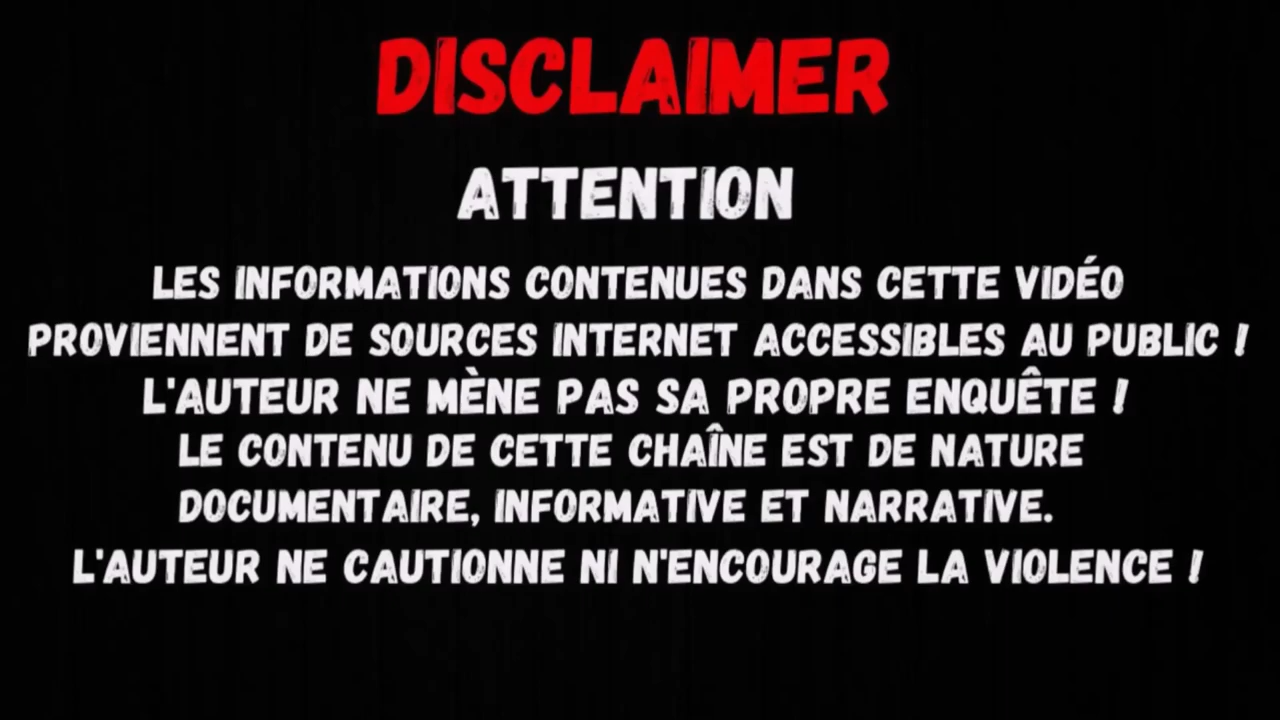 DISCLAIMER
ATTENTION
LES INFORMATIONS CONTENUES DANS CETTE VIDÉO
PROVIENNENT DE SOURCES INTERNET ACCESSIBLES AU PUBLIC !
L'AUTEUR NE MÈNE PAS SA PROPRE ENQUÊTE !
LE CONTENU DE CETTE CHAÎNE EST DE NATURE
DOCUMENTAIRE, INFORMATIVE ET NARRATIVE.
L'AUTEUR NE CAUTIONNE NI N'ENCOURAGE LA VIOLENCE !